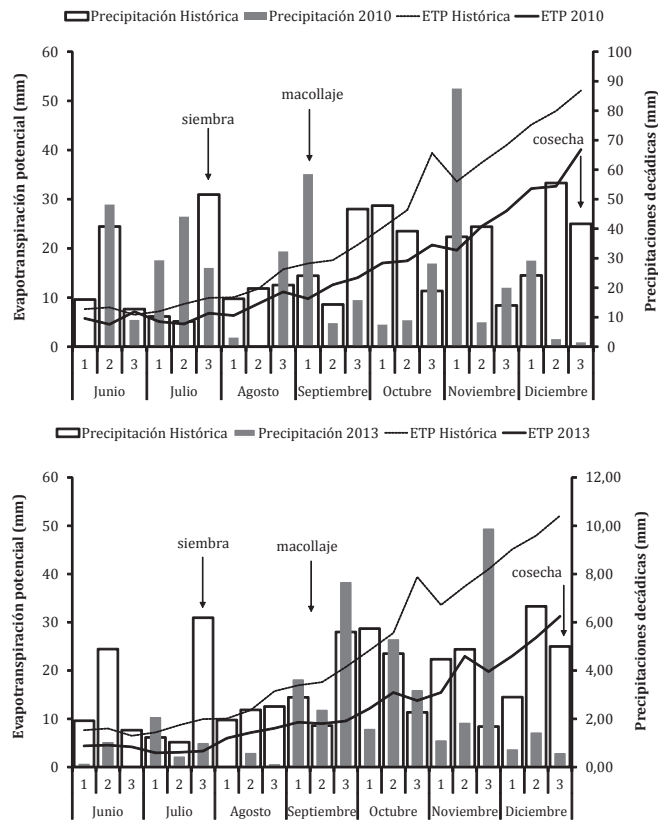 Precipitación Histórica Precipitación 2010 ETP Histórica ETP 2010
Evapotranspiración potencial (mm)
60
50
40
30
20
10
0
siembra
macollaje
cosecha
100
90
80
70
60
50
40
30
20
10
0
Precipitaciones decádicas (mm)
1 2 3 1 2 3 1 2 3 1 2 3 1 2 3 1 2 3 1 2 3
Junio Julio Agosto Septiembre Octubre Noviembre Diciembre
Precipitación Histórica Precipitación 2013 ETP Histórica ETP 2013
Evapotranspiración potencial (mm)
60
50
40
30
20
10
0
siembra
macollaje
cosecha
12,00
10,00
8,00
6,00
4,00
2,00
0,00
Precipitaciones decádicas (mm)
1 2 3 1 2 3 1 2 3 1 2 3 1 2 3 1 2 3 1 2 3
Junio Julio Agosto Septiembre Octubre Noviembre Diciembre